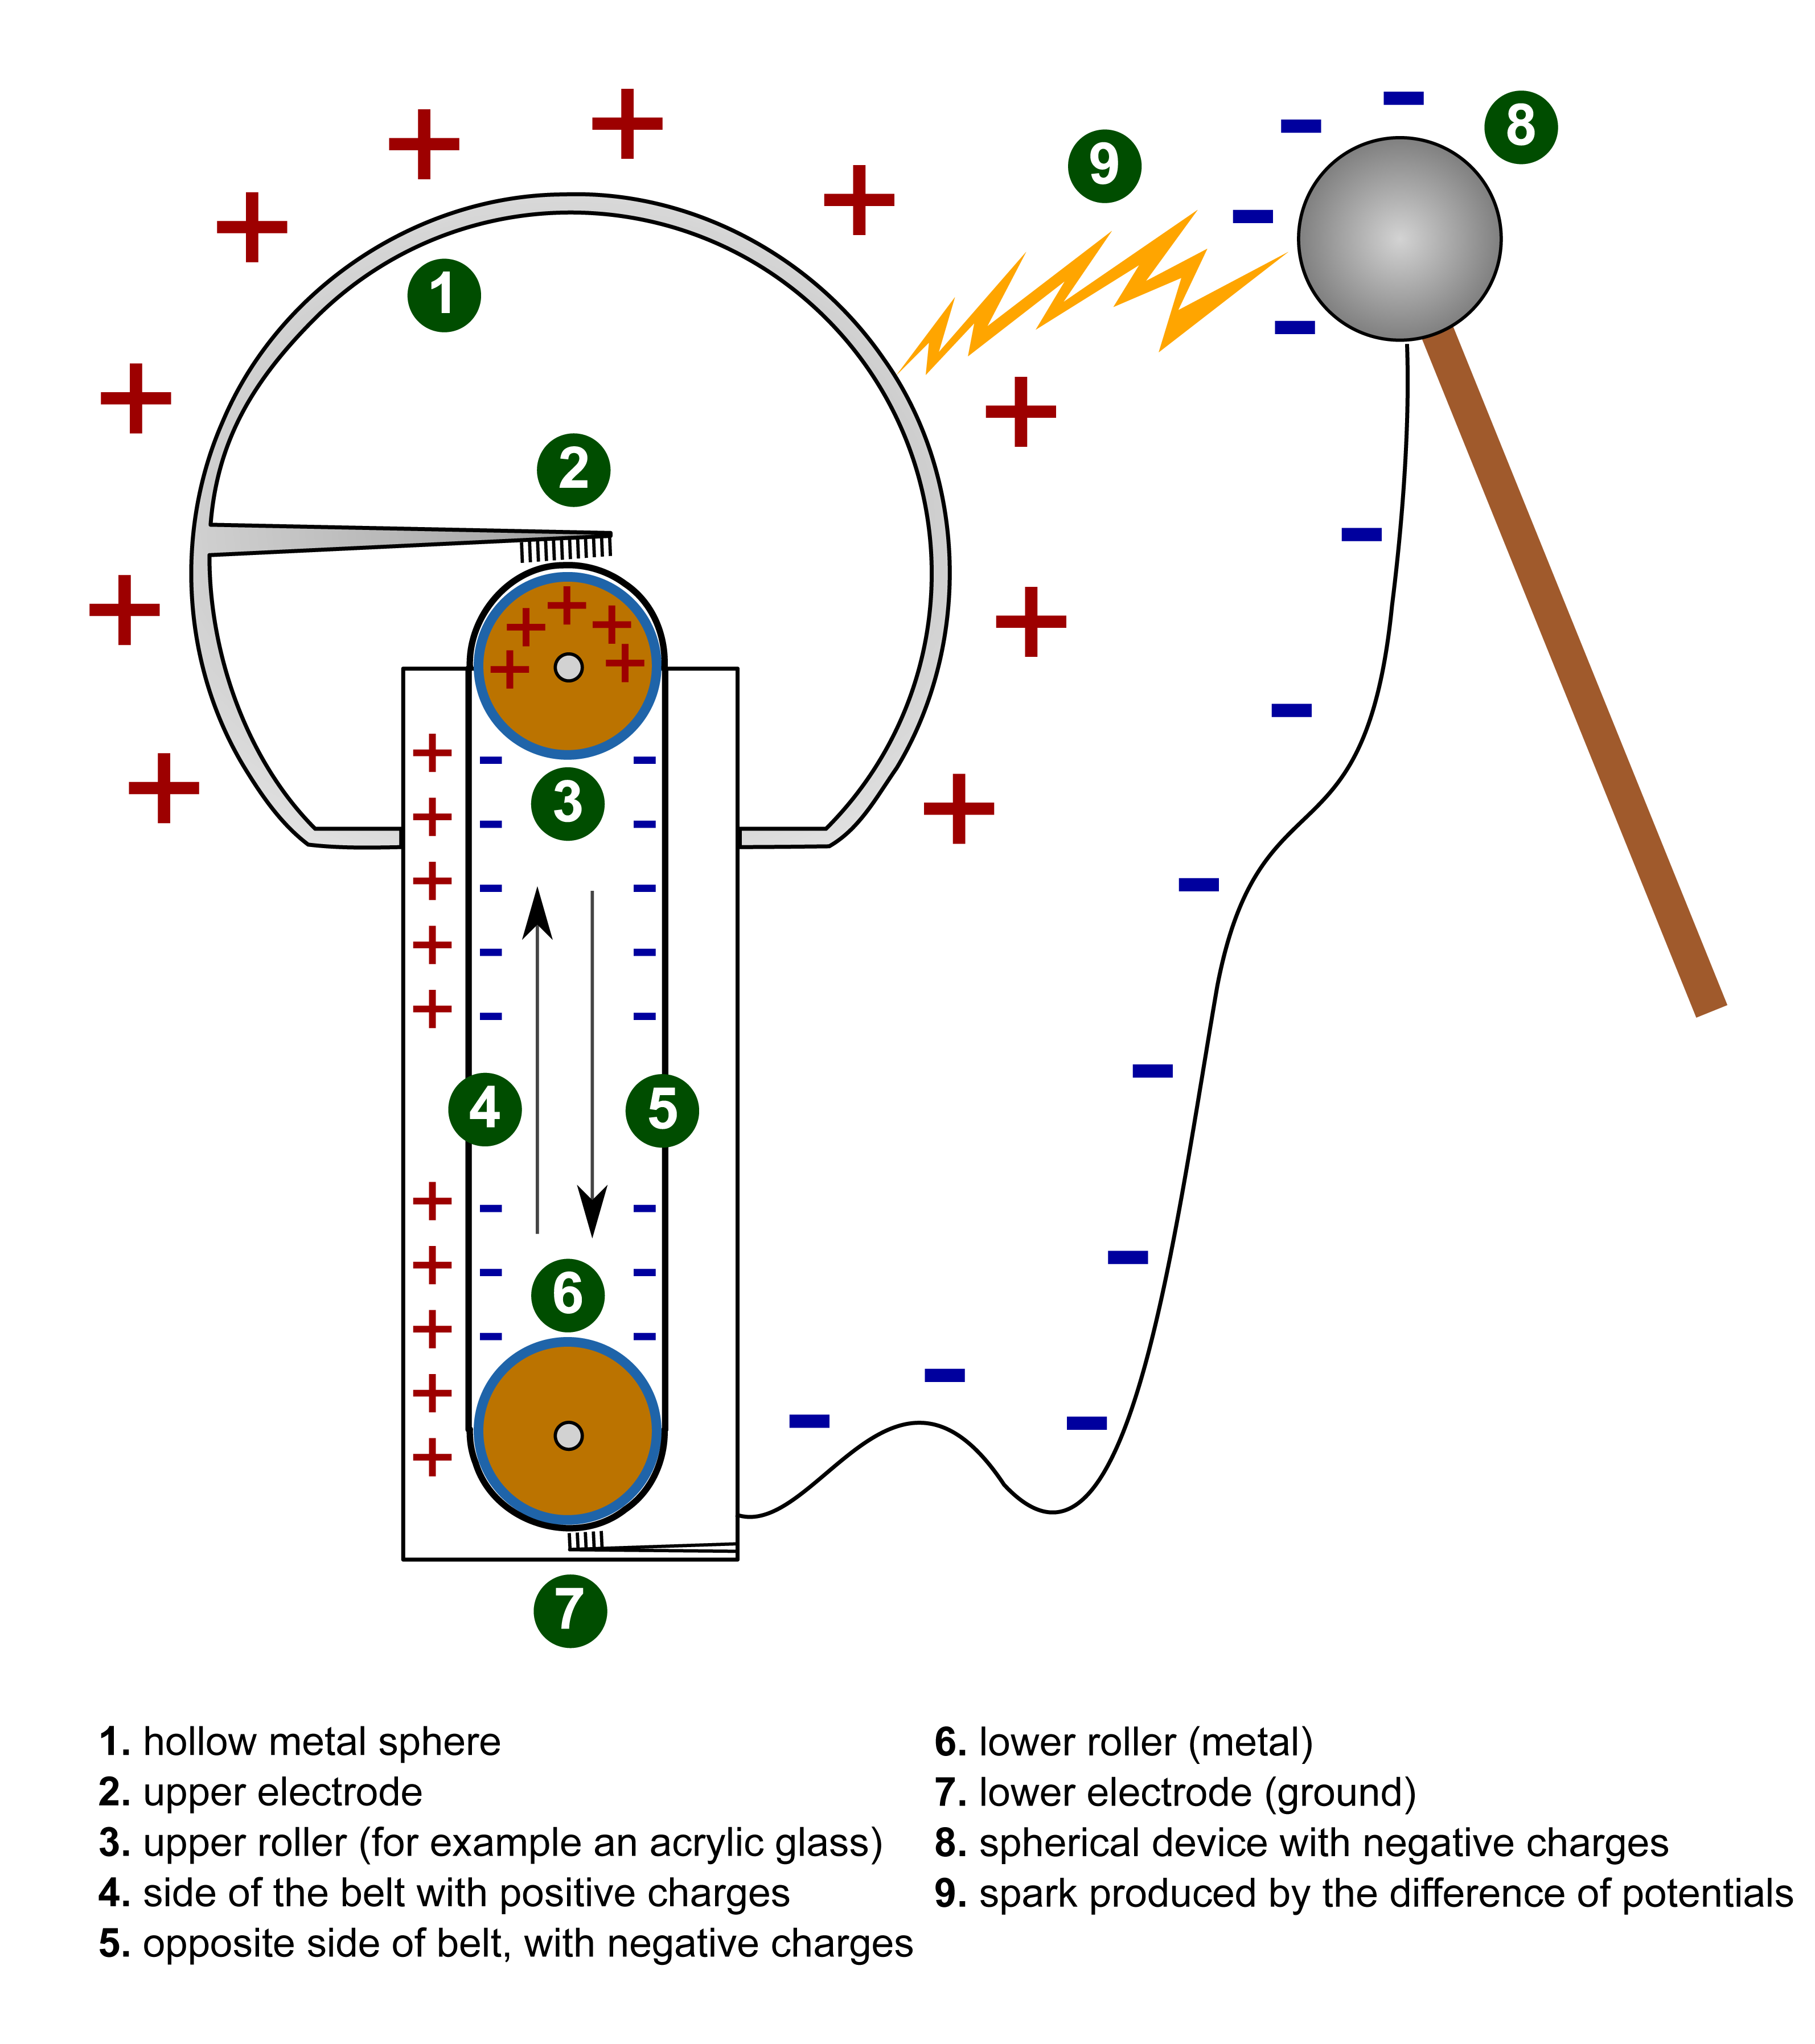 9
8
1
2
3
4
5
6
7
1. hollow metal sphere
2. upper electrode
3. upper roller (for example an acrylic glass)
4. side of the belt with positive charges
5. opposite side of belt, with negative charges
6. lower roller (metal)
7. lower electrode (ground)
8. spherical device with negative charges
9. spark produced by the difference of potentials